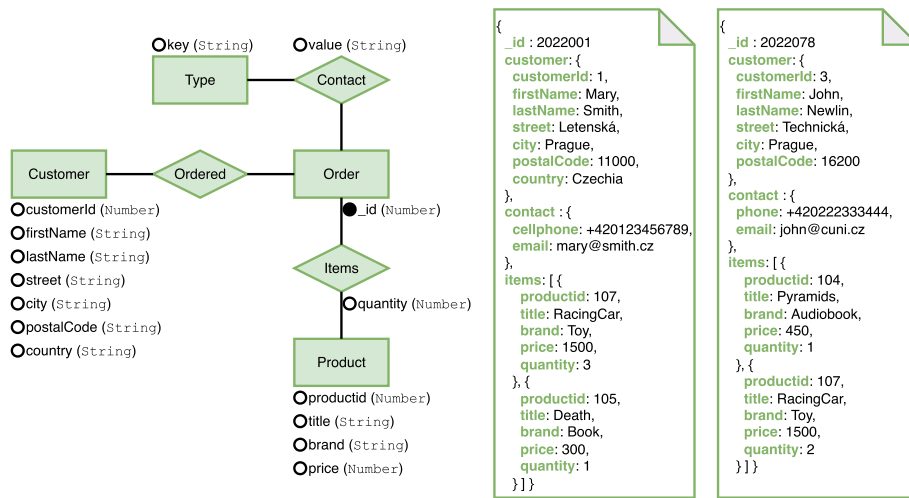 key (String)
value (String)
Type
Contact
Customer
Ordered
Order
customerId (Number)
firstName (String)
lastName (String)
street (String)
city (String)
postalCode (String)
country (String)
_id (Number)
Items
quantity (Number)
Product
productid (Number)
title (String)
brand (String)
price (Number)
{
_id : 2022001
customer: {
customerId: 1,
firstName: Mary,
lastName: Smith,
street: Letenská,
city: Prague,
postalCode: 11000,
country: Czechia
},
contact : {
cellphone: +420123456789,
email: mary@smith.cz
},
items: [ {
productid: 107,
title: RacingCar,
brand: Toy,
price: 1500,
quantity: 3
}, {
productid: 105,
title: Death,
brand: Book,
price: 300,
quantity: 1
} ] }
{
_id : 2022078
customer: {
customerId: 3,
firstName: John,
lastName: Newlin,
street: Technická,
city: Prague,
postalCode: 16200
},
contact : {
phone: +420222333444,
email: john@cuni.cz
},
items: [ {
productid: 104,
title: Pyramids,
brand: Audiobook,
price: 450,
quantity: 1
}, {
productid: 107,
title: RacingCar,
brand: Toy,
price: 1500,
quantity: 2
} ] }